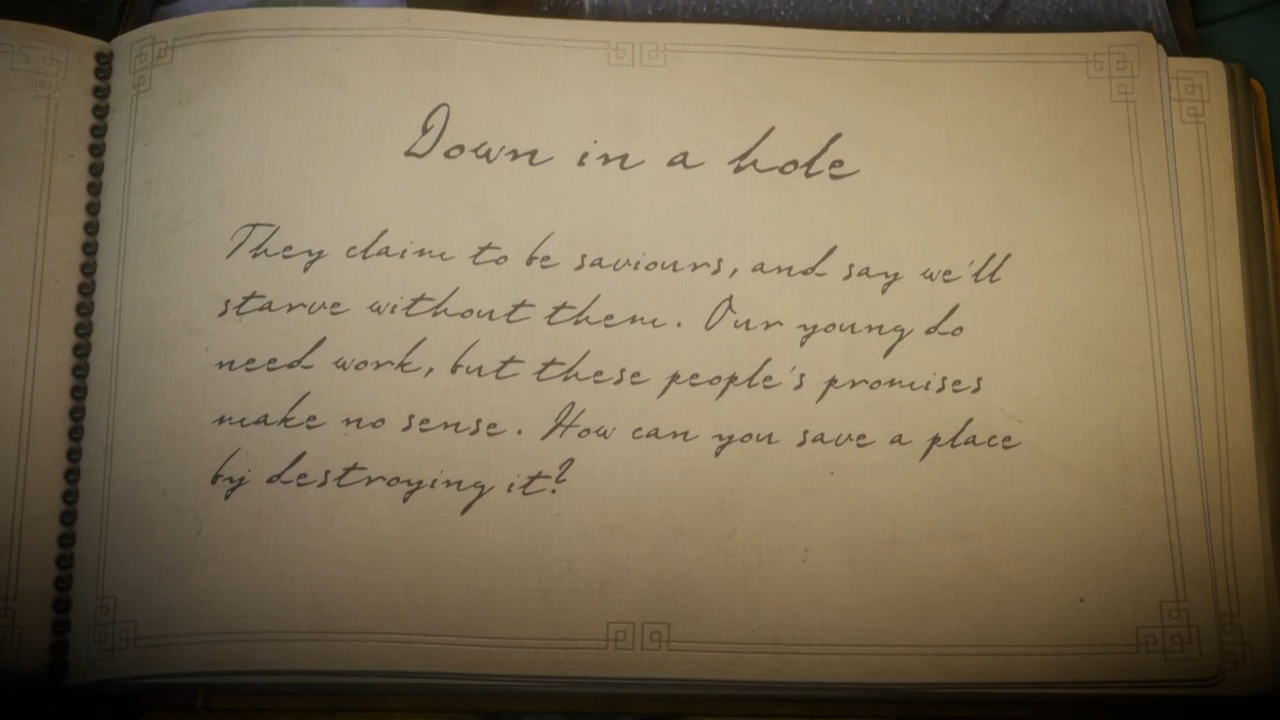 Down in a hole
They claim to be saviours, and say we'll
starve without them. Our young do
need work, but these people's promises
make no sense. How can you save a place
by destroying it?